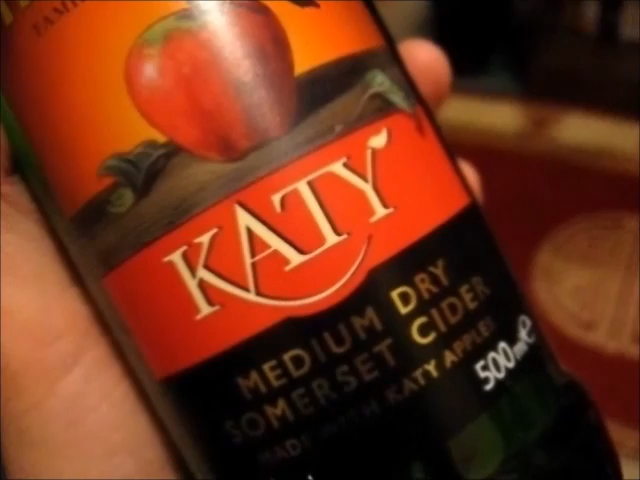 KATY
MEDIUM DRY
SOMERSET CIDER
MADE WITH KATY APPLES
500ml e